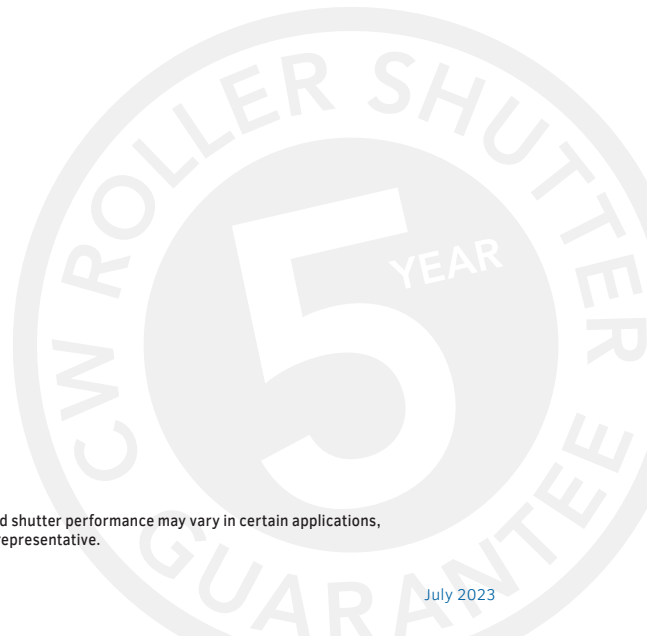 CW ROLLER SHUTTER
5
YEAR
GUARANTEE
d shutter performance may vary in certain applications,
representative.
July 2023